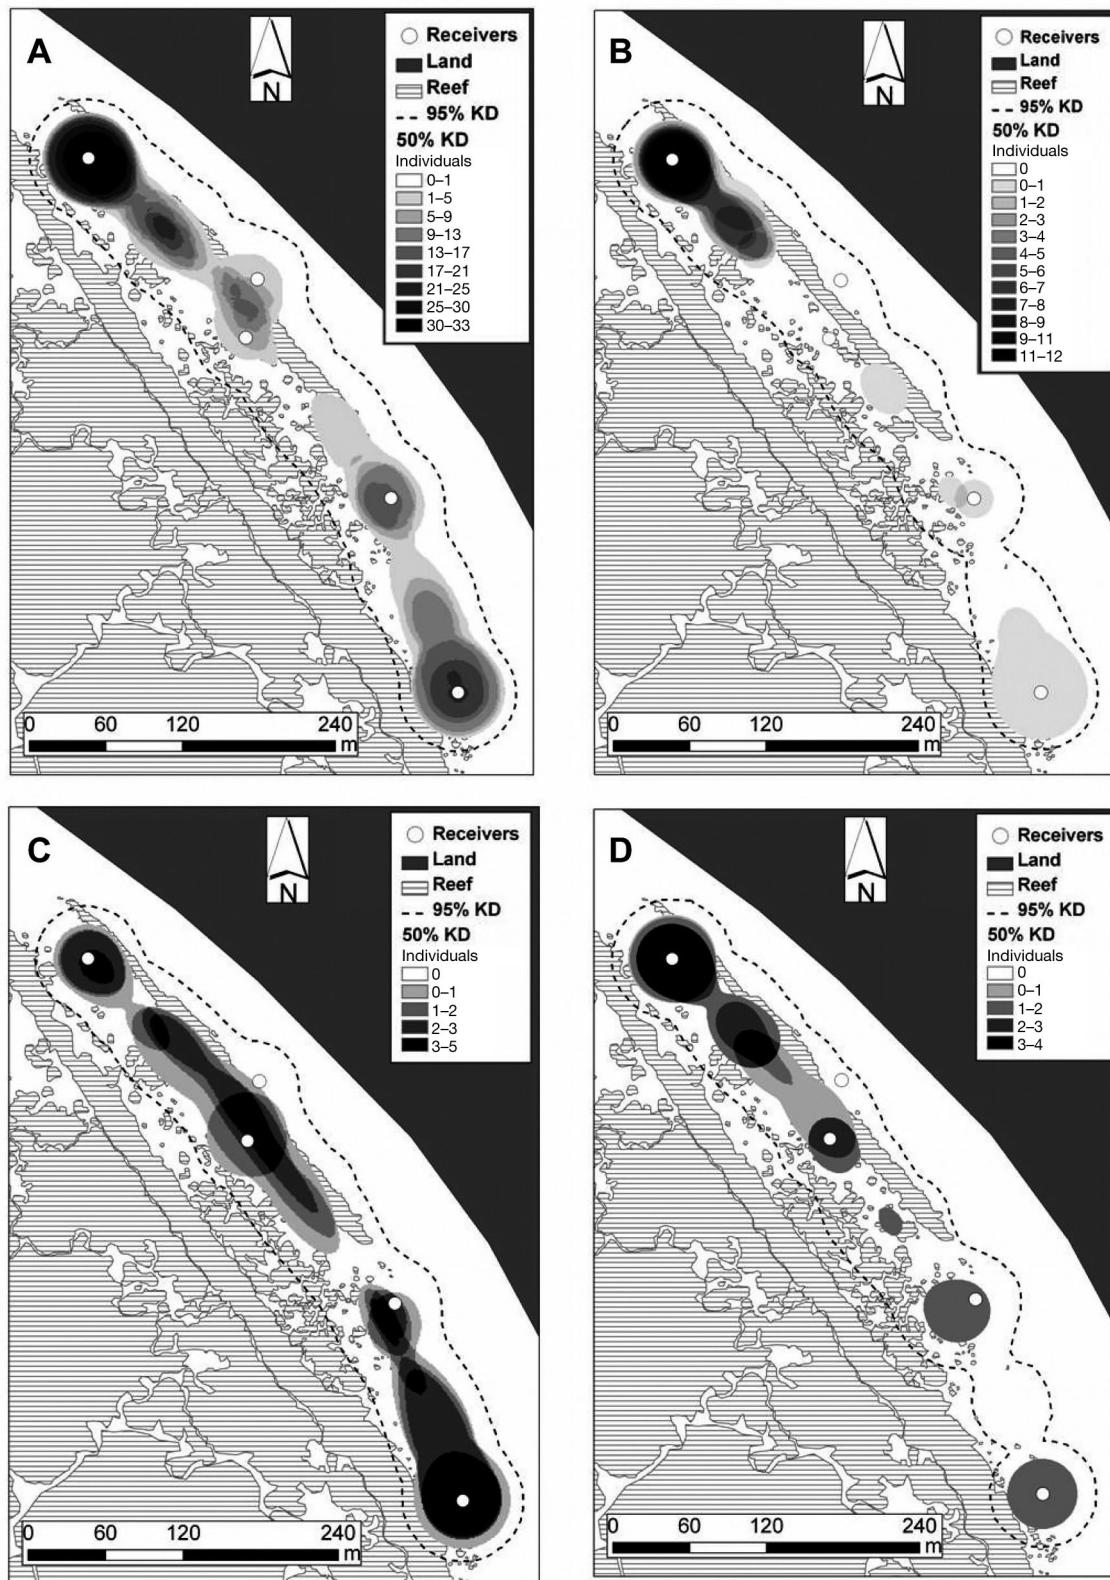 A
N
Receivers
Land
Reef
95% KD
50% KD
Individuals
0–1
1–5
5–9
9–13
13–17
17–21
21–25
25–30
30–33
0 60 120 240
m
B
N
Receivers
Land
Reef
95% KD
50% KD
Individuals
0
0–1
1–2
2–3
3–4
4–5
5–6
6–7
7–8
8–9
9–11
11–12
0 60 120 240
m
C
N
Receivers
Land
Reef
95% KD
50% KD
Individuals
0
0–1
1–2
2–3
3–5
0 60 120 240
m
D
N
Receivers
Land
Reef
95% KD
50% KD
Individuals
0
0–1
1–2
2–3
3–4
0 60 120 240
m